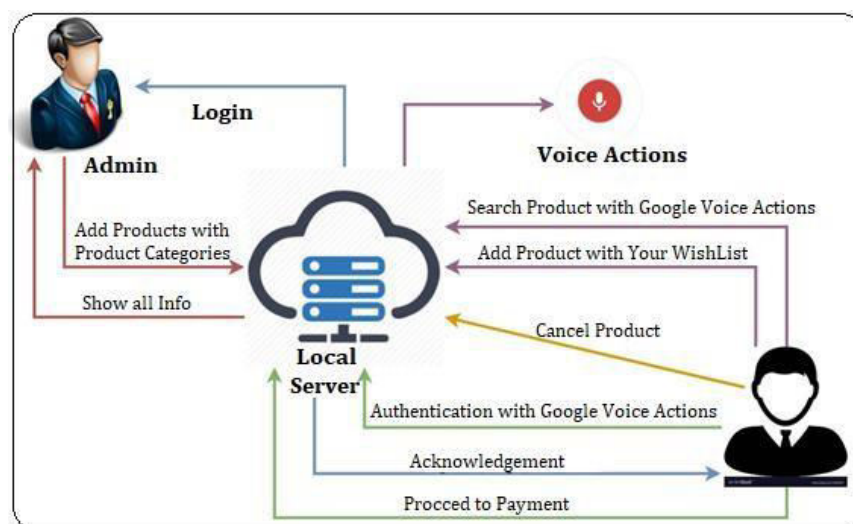 Login
Admin
Voice Actions
Search Product with Google Voice Actions
Add Products with
Product Categories
Add Product with Your WishList
Show all Info
Cancel Product
Local
Server
Authentication with Google Voice Actions
Acknowledgement
Procced to Payment